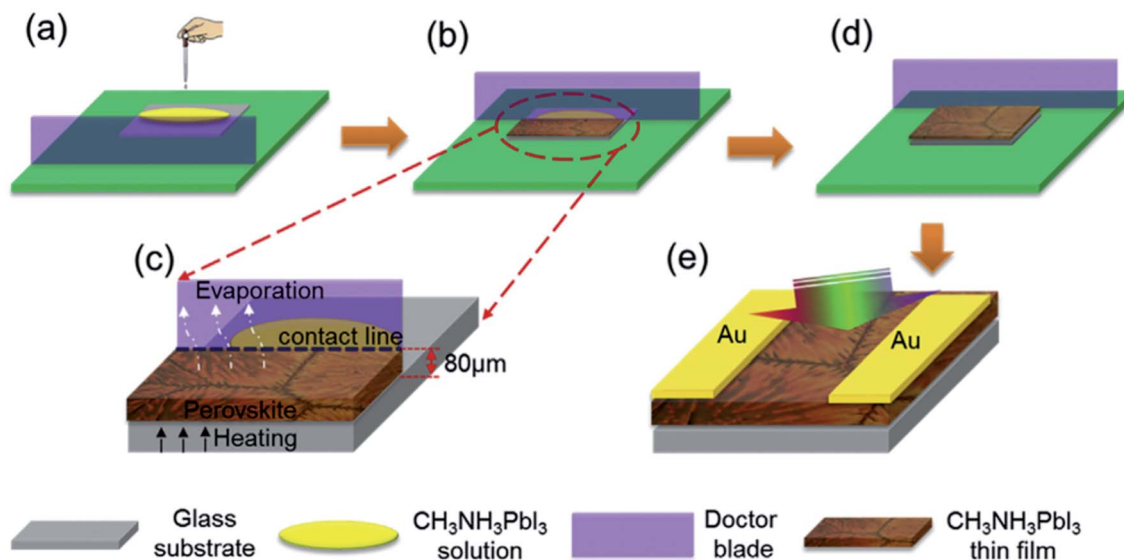 (a)
(b)
(d)
(c)
Evaporation
contact line
80μm
Perovskite
Heating
(e)
Au
Au
Glass
substrate
CH₃NH₃PbI₃
solution
Doctor
blade
CH₃NH₃PbI₃
thin film